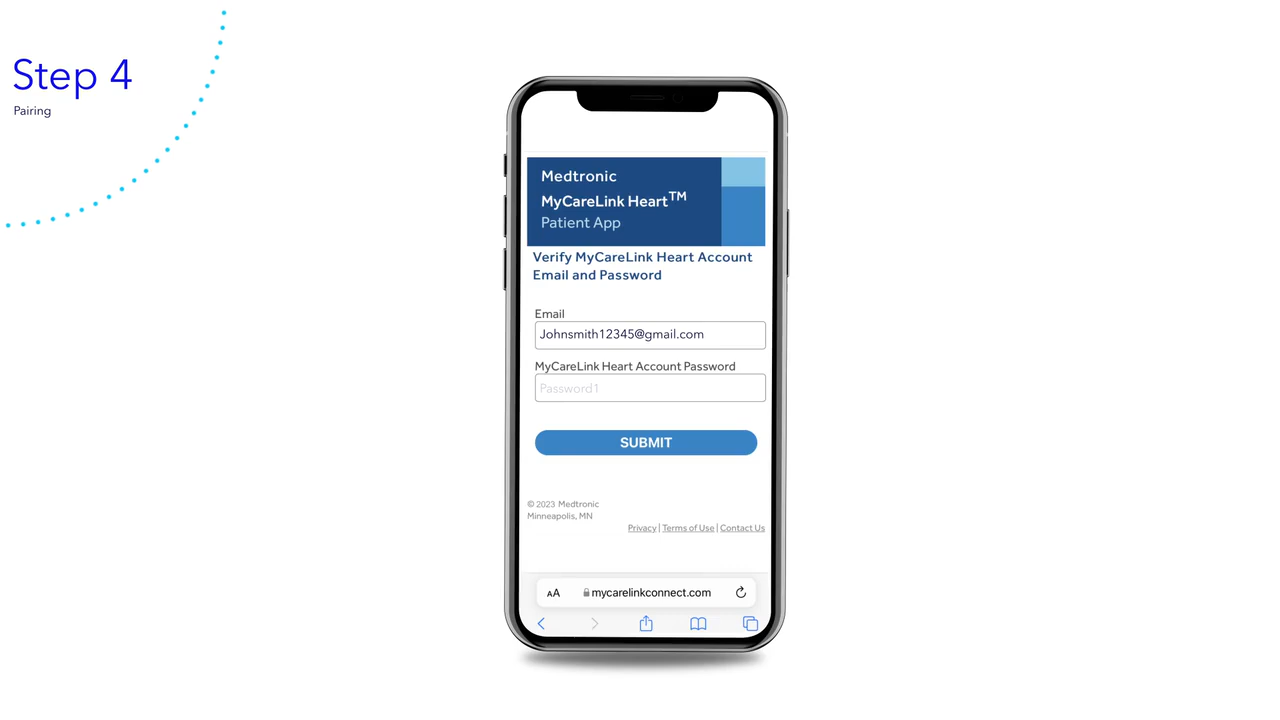 Step 4
Pairing
Medtronic
MyCareLink Heart™
Patient App
Verify MyCareLink Heart Account
Email and Password
Email
Johnsmith12345@gmail.com
MyCareLink Heart Account Password
Password1
SUBMIT
© 2023 Medtronic
Minneapolis, MN
Privacy | Terms of Use | Contact Us
AA mycarelinkconnect.com